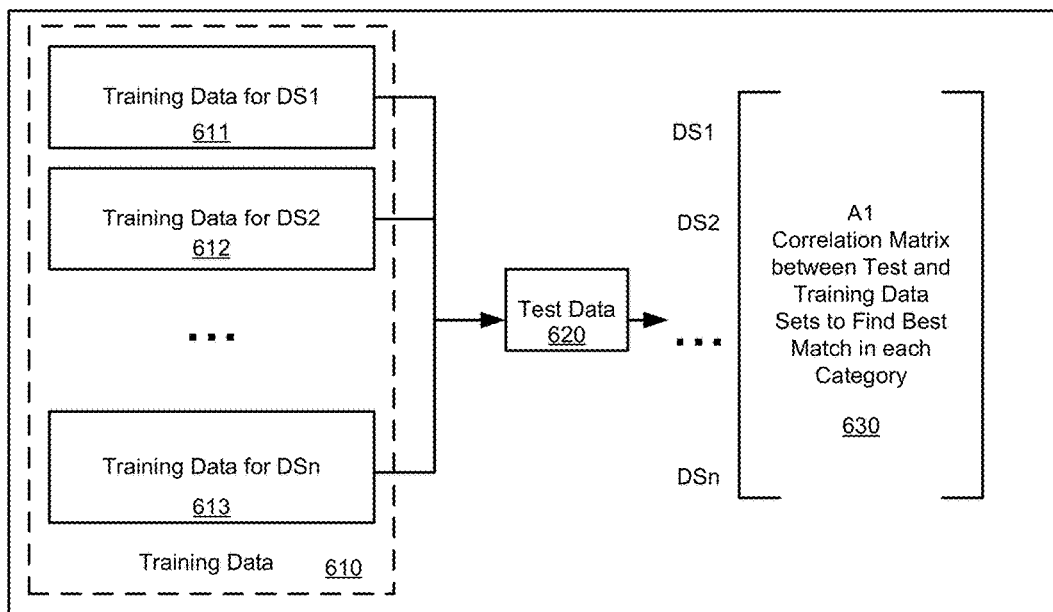 Training Data for DS1
611
Training Data for DS2
612
...
Training Data for DSn
613
Training Data 610
Test Data
620
DS1
DS2
...
DSn
A1
Correlation Matrix
between Test and
Training Data
Sets to Find Best
Match in each
Category
630